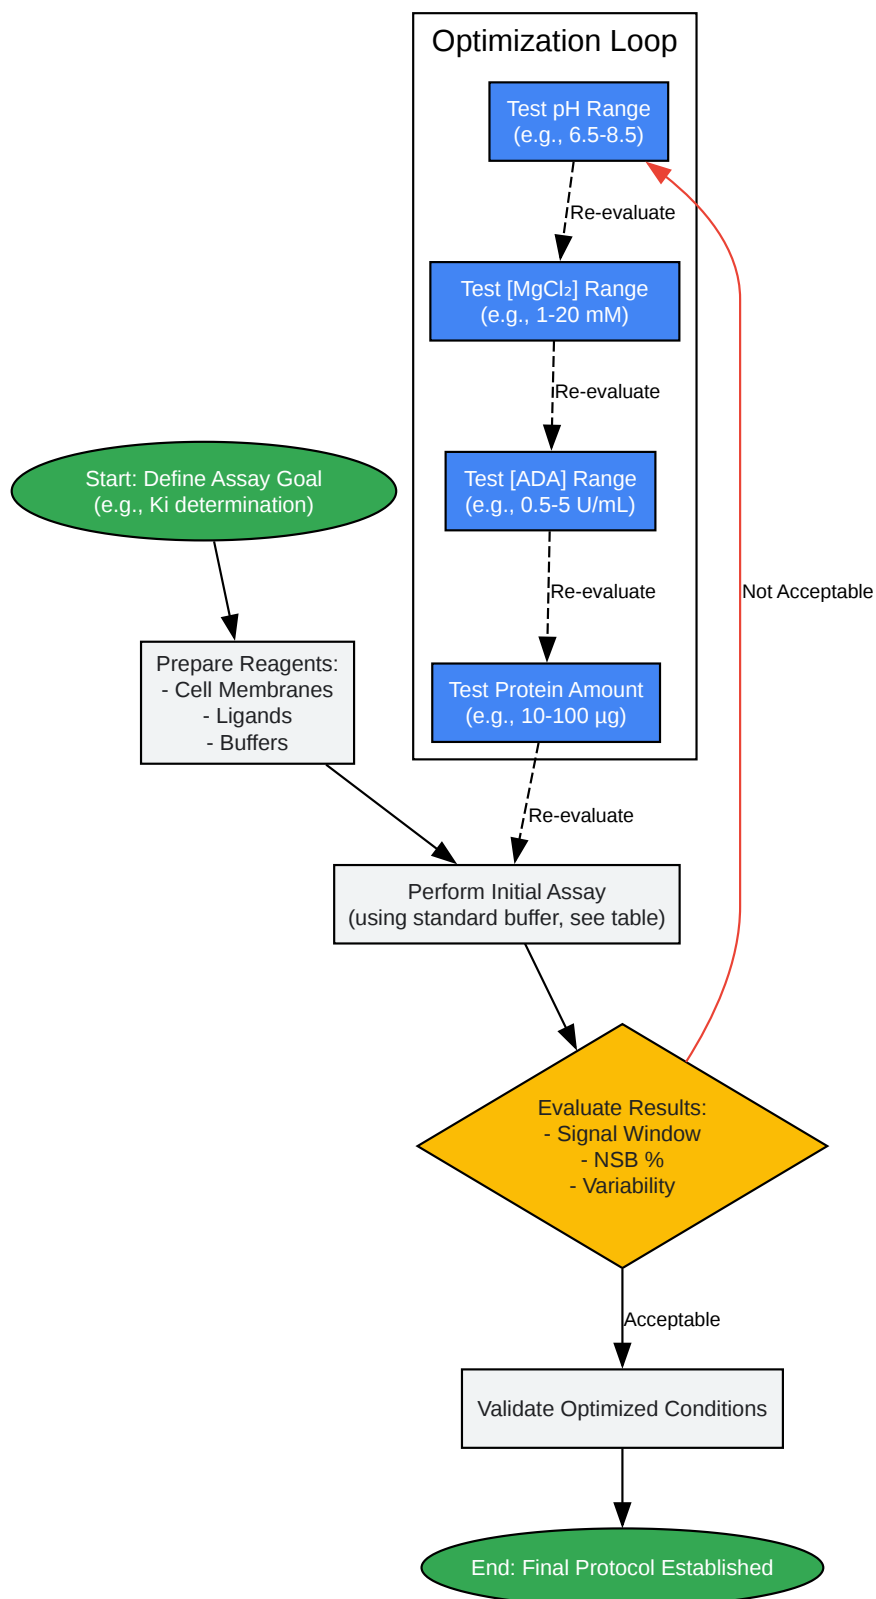 Optimization Loop
Test pH Range
(e.g., 6.5-8.5)
Re-evaluate
Test [MgCl₂] Range
(e.g., 1-20 mM)
Re-evaluate
Start: Define Assay Goal
(e.g., Ki determination)
Test [ADA] Range
(e.g., 0.5-5 U/mL)
Re-evaluate
Not Acceptable
Prepare Reagents:
- Cell Membranes
- Ligands
- Buffers
Test Protein Amount
(e.g., 10-100 µg)
Re-evaluate
Perform Initial Assay
(using standard buffer, see table)
Evaluate Results:
- Signal Window
- NSB %
- Variability
Acceptable
Validate Optimized Conditions
End: Final Protocol Established